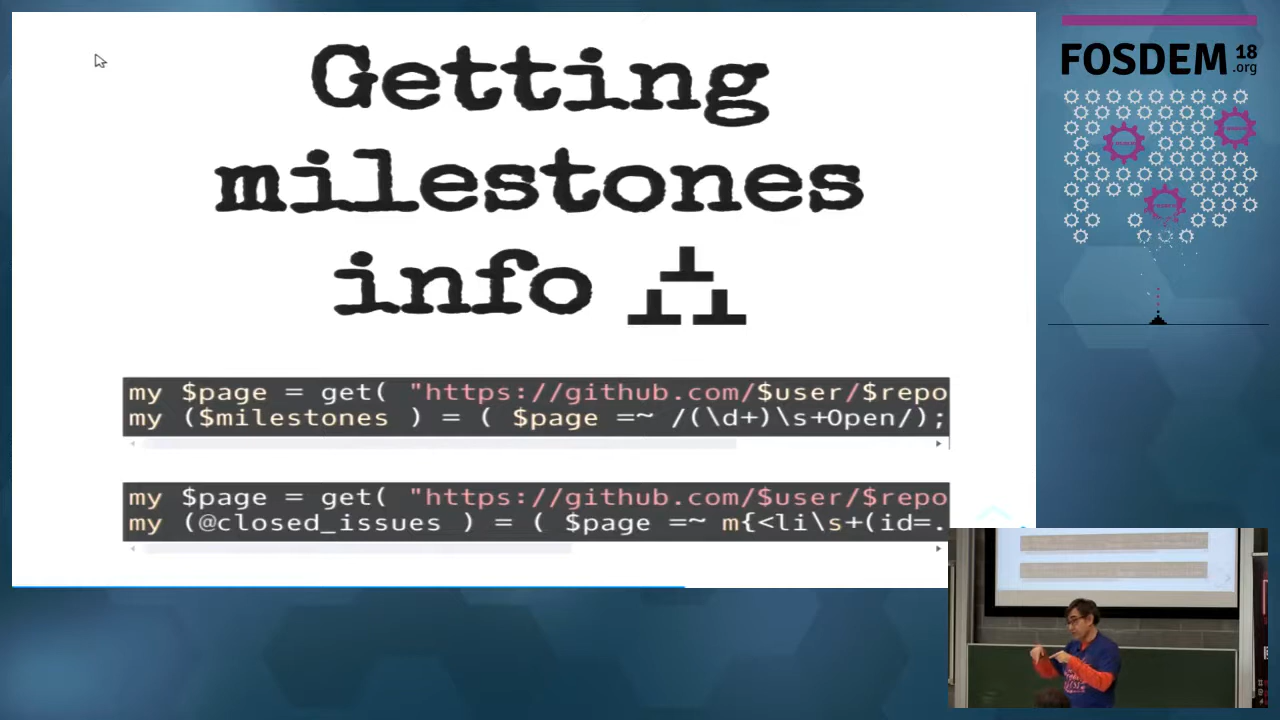 Getting
milestones
info
my $page = get( "https://github.com/$user/$repo
my ($milestones ) = ( $page =~ /(\d+)\s+Open/);
my $page = get( "https://github.com/$user/$repo
my (@closed_issues ) = ( $page =~ m{<li\s+(id=.
FOSDEM 18
.org